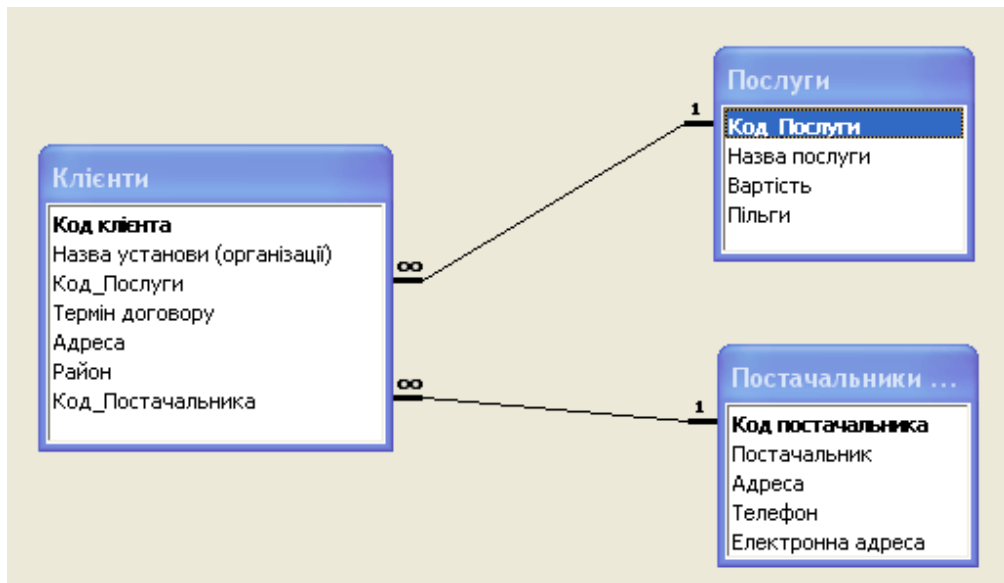 Клієнти
Код клієнта
Назва установи (організації)
Код_Послуги
Термін договору
Адреса
Район
Код_Постачальника
∞
∞
1
1
Послуги
Код_Послуги
Назва послуги
Вартість
Пільги
Постачальники ...
Код постачальника
Постачальник
Адреса
Телефон
Електронна адреса